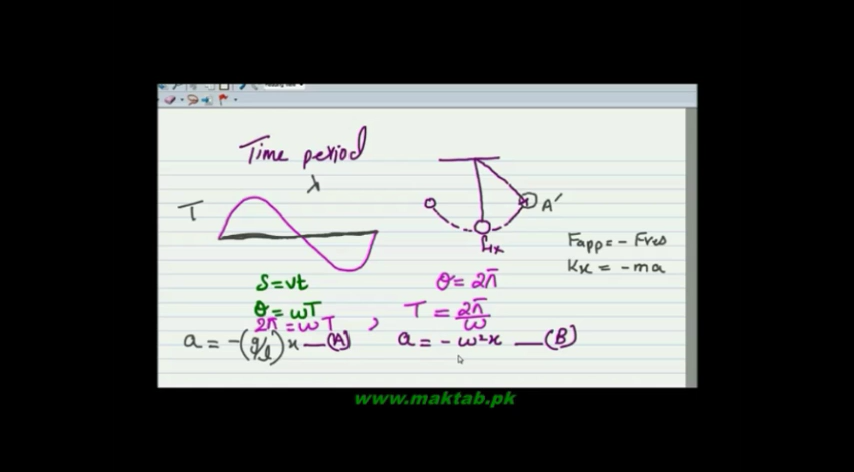 Time period
λ
T
A'
x
Fapp = - Fres
Kx = - ma
S = vt
θ = 2π
θ = ωT
2π = ωT , T = 2π/ω
a = -(g/l)x —(A)
a = - ω²x —(B)
www.maktab.pk